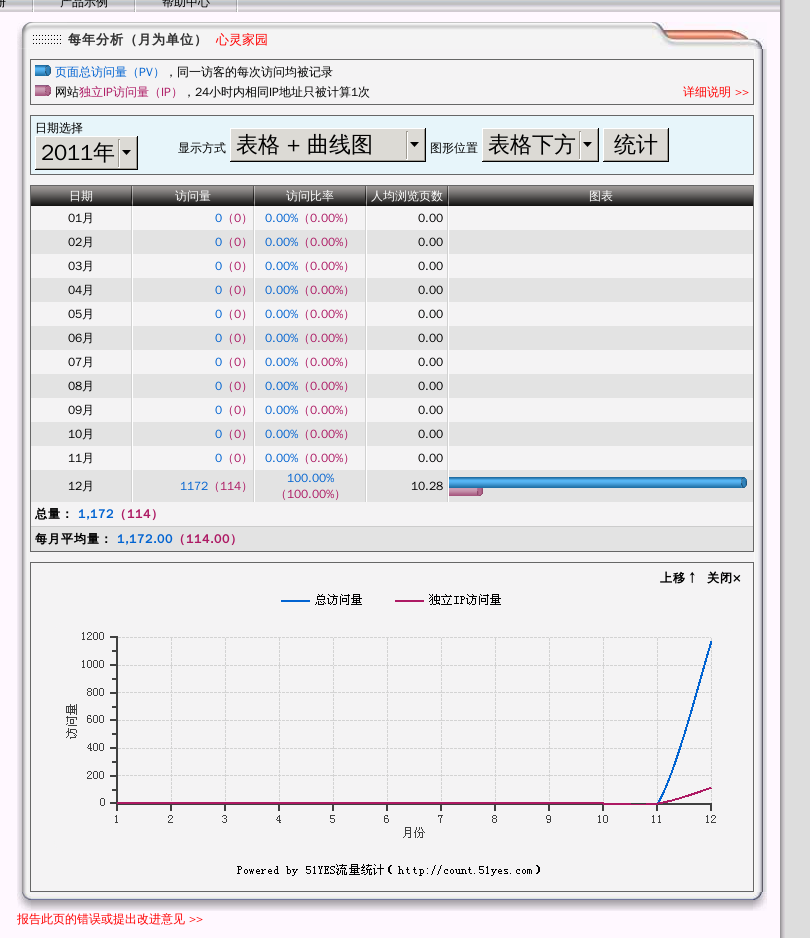 产品示例 帮助中心
每年分析（月为单位） 心灵家园
页面总访问量（PV），同一访客的每次访问均被记录
网站独立IP访问量（IP），24小时内相同IP地址只被计算1次 详细说明 >>
日期选择
2011年 显示方式 表格 + 曲线图 图形位置 表格下方 统计
日期 访问量 访问比率 人均浏览页数 图表
01月 0（0） 0.00%（0.00%） 0.00
02月 0（0） 0.00%（0.00%） 0.00
03月 0（0） 0.00%（0.00%） 0.00
04月 0（0） 0.00%（0.00%） 0.00
05月 0（0） 0.00%（0.00%） 0.00
06月 0（0） 0.00%（0.00%） 0.00
07月 0（0） 0.00%（0.00%） 0.00
08月 0（0） 0.00%（0.00%） 0.00
09月 0（0） 0.00%（0.00%） 0.00
10月 0（0） 0.00%（0.00%） 0.00
11月 0（0） 0.00%（0.00%） 0.00
12月 1172（114） 100.00%（100.00%） 10.28
总量： 1,172（114）
每月平均量： 1,172.00（114.00）
上移↑ 关闭×
总访问量 独立IP访问量
1200
1000
800
600
400
200
0
访问量
1 2 3 4 5 6 7 8 9 10 11 12
月份
Powered by 51YES流量统计(http://count.51yes.com)
报告此页的错误或提出改进意见 >>